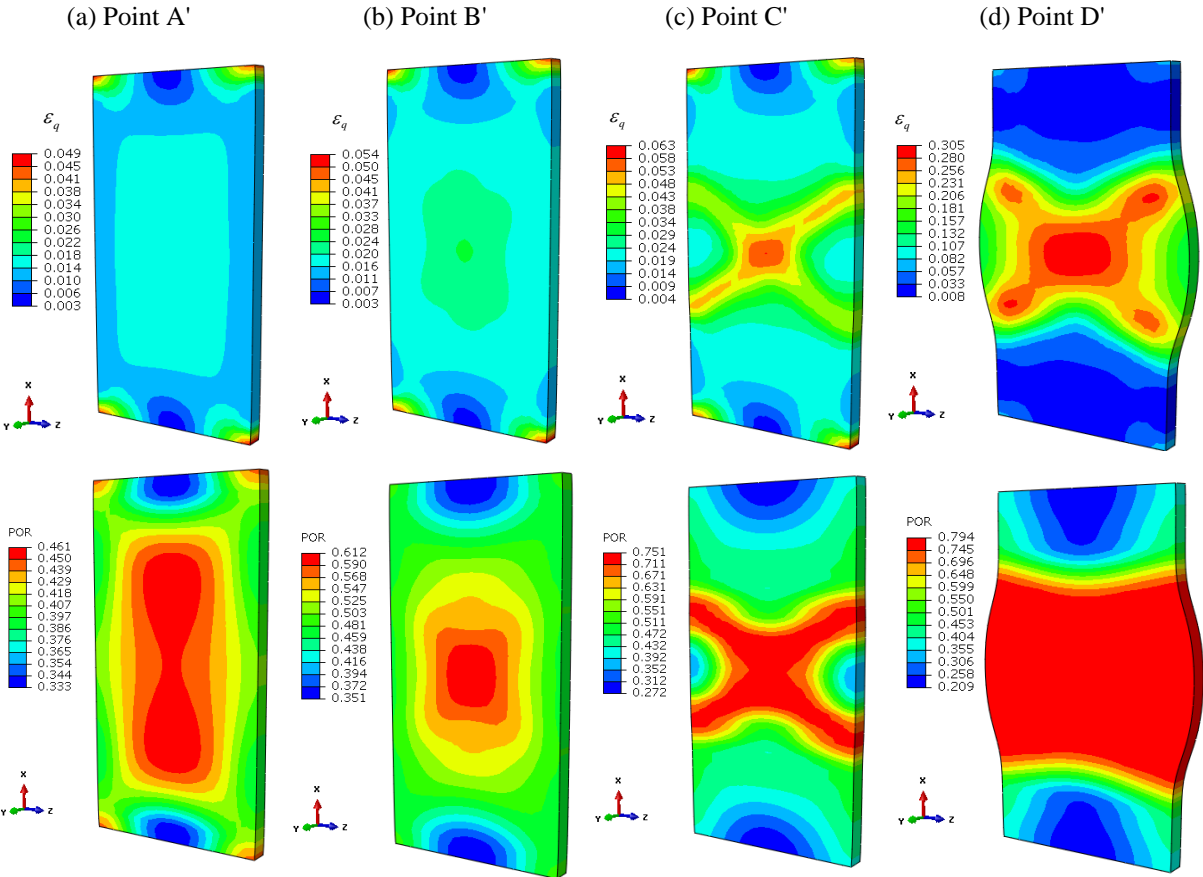 (a) Point A'
(b) Point B'
(c) Point C'
(d) Point D'
εq
0.049
0.045
0.041
0.038
0.034
0.030
0.026
0.022
0.018
0.014
0.010
0.006
0.003
X
Y
Z
εq
0.054
0.050
0.045
0.041
0.037
0.033
0.028
0.024
0.020
0.016
0.011
0.007
0.003
X
Y
Z
εq
0.063
0.058
0.053
0.048
0.043
0.038
0.034
0.029
0.024
0.019
0.014
0.009
0.004
X
Y
Z
εq
0.305
0.280
0.256
0.231
0.206
0.181
0.157
0.132
0.107
0.082
0.057
0.033
0.008
X
Y
Z
POR
0.461
0.450
0.439
0.429
0.418
0.407
0.397
0.386
0.376
0.365
0.354
0.344
0.333
X
Y
Z
POR
0.612
0.590
0.568
0.547
0.525
0.503
0.481
0.459
0.438
0.416
0.394
0.372
0.351
X
Y
Z
POR
0.751
0.711
0.671
0.631
0.591
0.551
0.511
0.472
0.432
0.392
0.352
0.312
0.272
X
Y
Z
POR
0.794
0.745
0.696
0.648
0.599
0.550
0.501
0.453
0.404
0.355
0.306
0.258
0.209
X
Y
Z